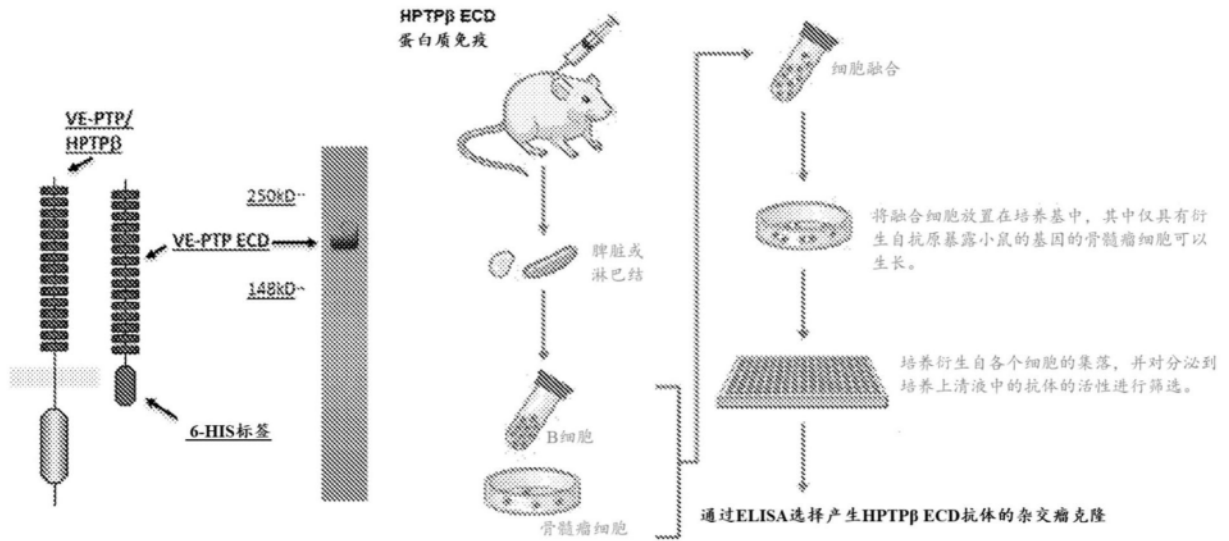 VE-PTP/
HPTPβ
250kD
VE-PTP ECD
148kD
6-HIS标签
HPTPβ ECD
蛋白质免疫
脾脏或
淋巴结
B细胞
骨髓瘤细胞
细胞融合
将融合细胞放置在培养基中，其中仅具有衍
生自抗原暴露小鼠的基因的骨髓瘤细胞可以
生长。
培养衍生自各个细胞的集落，并对分泌到
培养上清液中的抗体的活性进行筛选。
通过ELISA选择产生HPTPβ ECD抗体的杂交瘤克隆